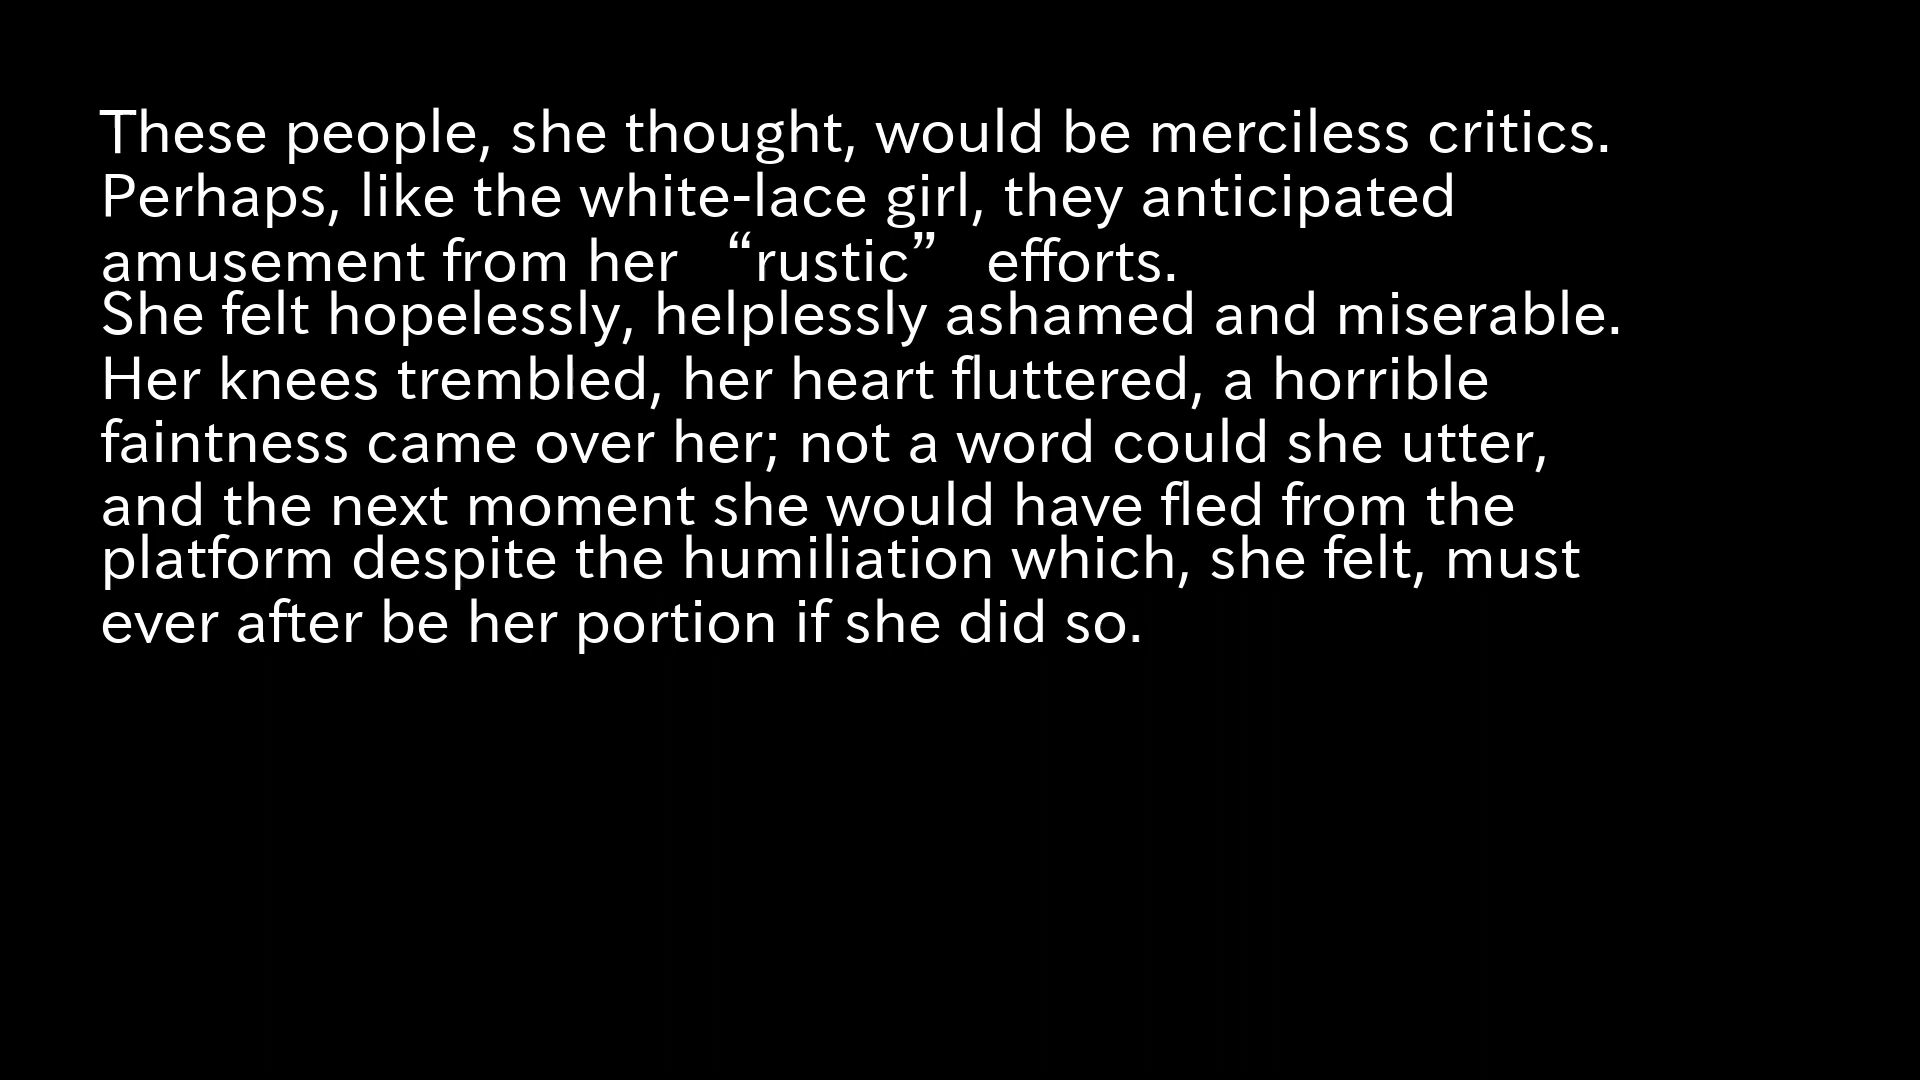 These people, she thought, would be merciless critics.
Perhaps, like the white-lace girl, they anticipated
amusement from her “rustic” efforts.
She felt hopelessly, helplessly ashamed and miserable.
Her knees trembled, her heart fluttered, a horrible
faintness came over her; not a word could she utter,
and the next moment she would have fled from the
platform despite the humiliation which, she felt, must
ever after be her portion if she did so.